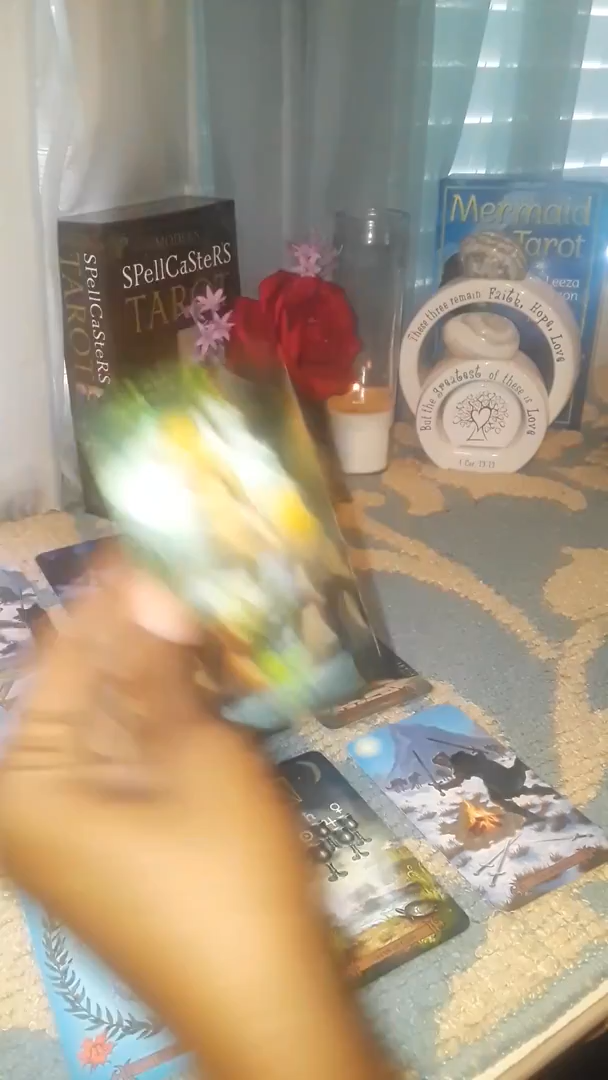 MODERN
SPellCaSteRS
TAROT
SPellCaSteRS
TAROT
Mermaid
Tarot
Leeza
These three remain Faith, Hope, Love
But the greatest of these is Love
1 Cor. 13:13